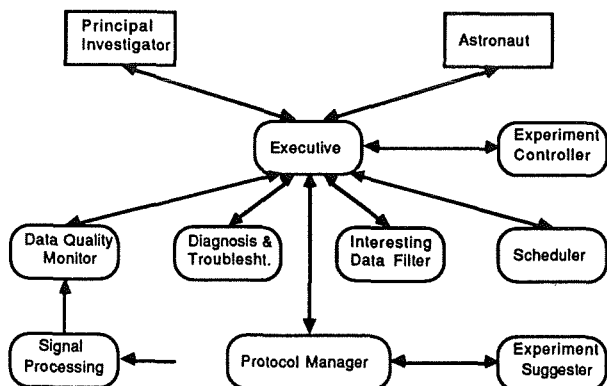 Principal
Investigator
Astronaut
Executive
Experiment
Controller
Data Quality
Monitor
Diagnosis &
Troublesht.
Interesting
Data Filter
Scheduler
Signal
Processing
Protocol Manager
Experiment
Suggester